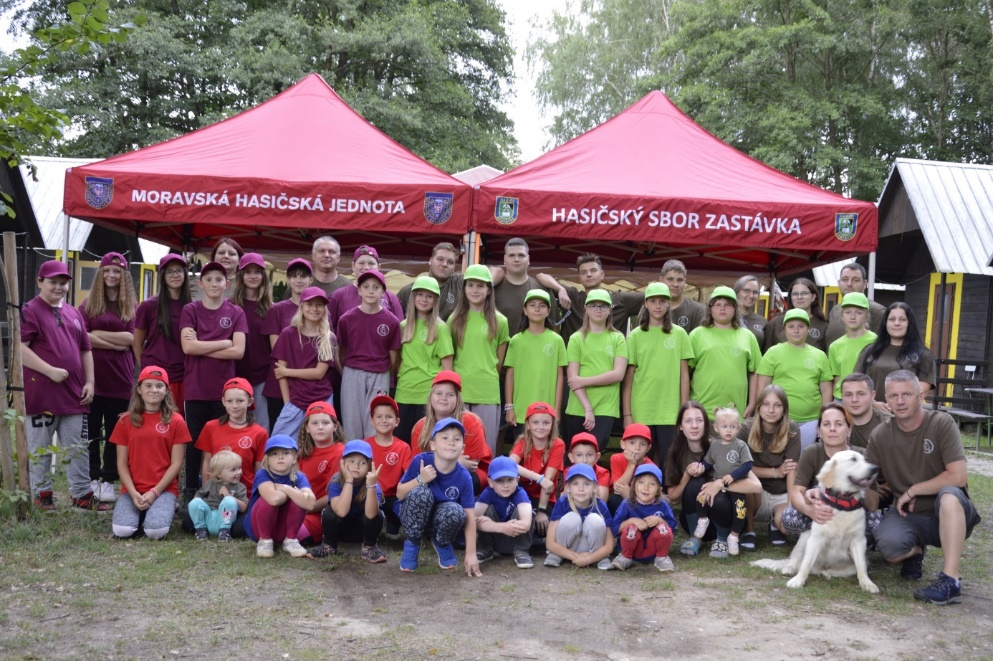 MORAVSKÁ HASIČSKÁ JEDNOTA
HASIČSKÝ SBOR ZASTÁVKA